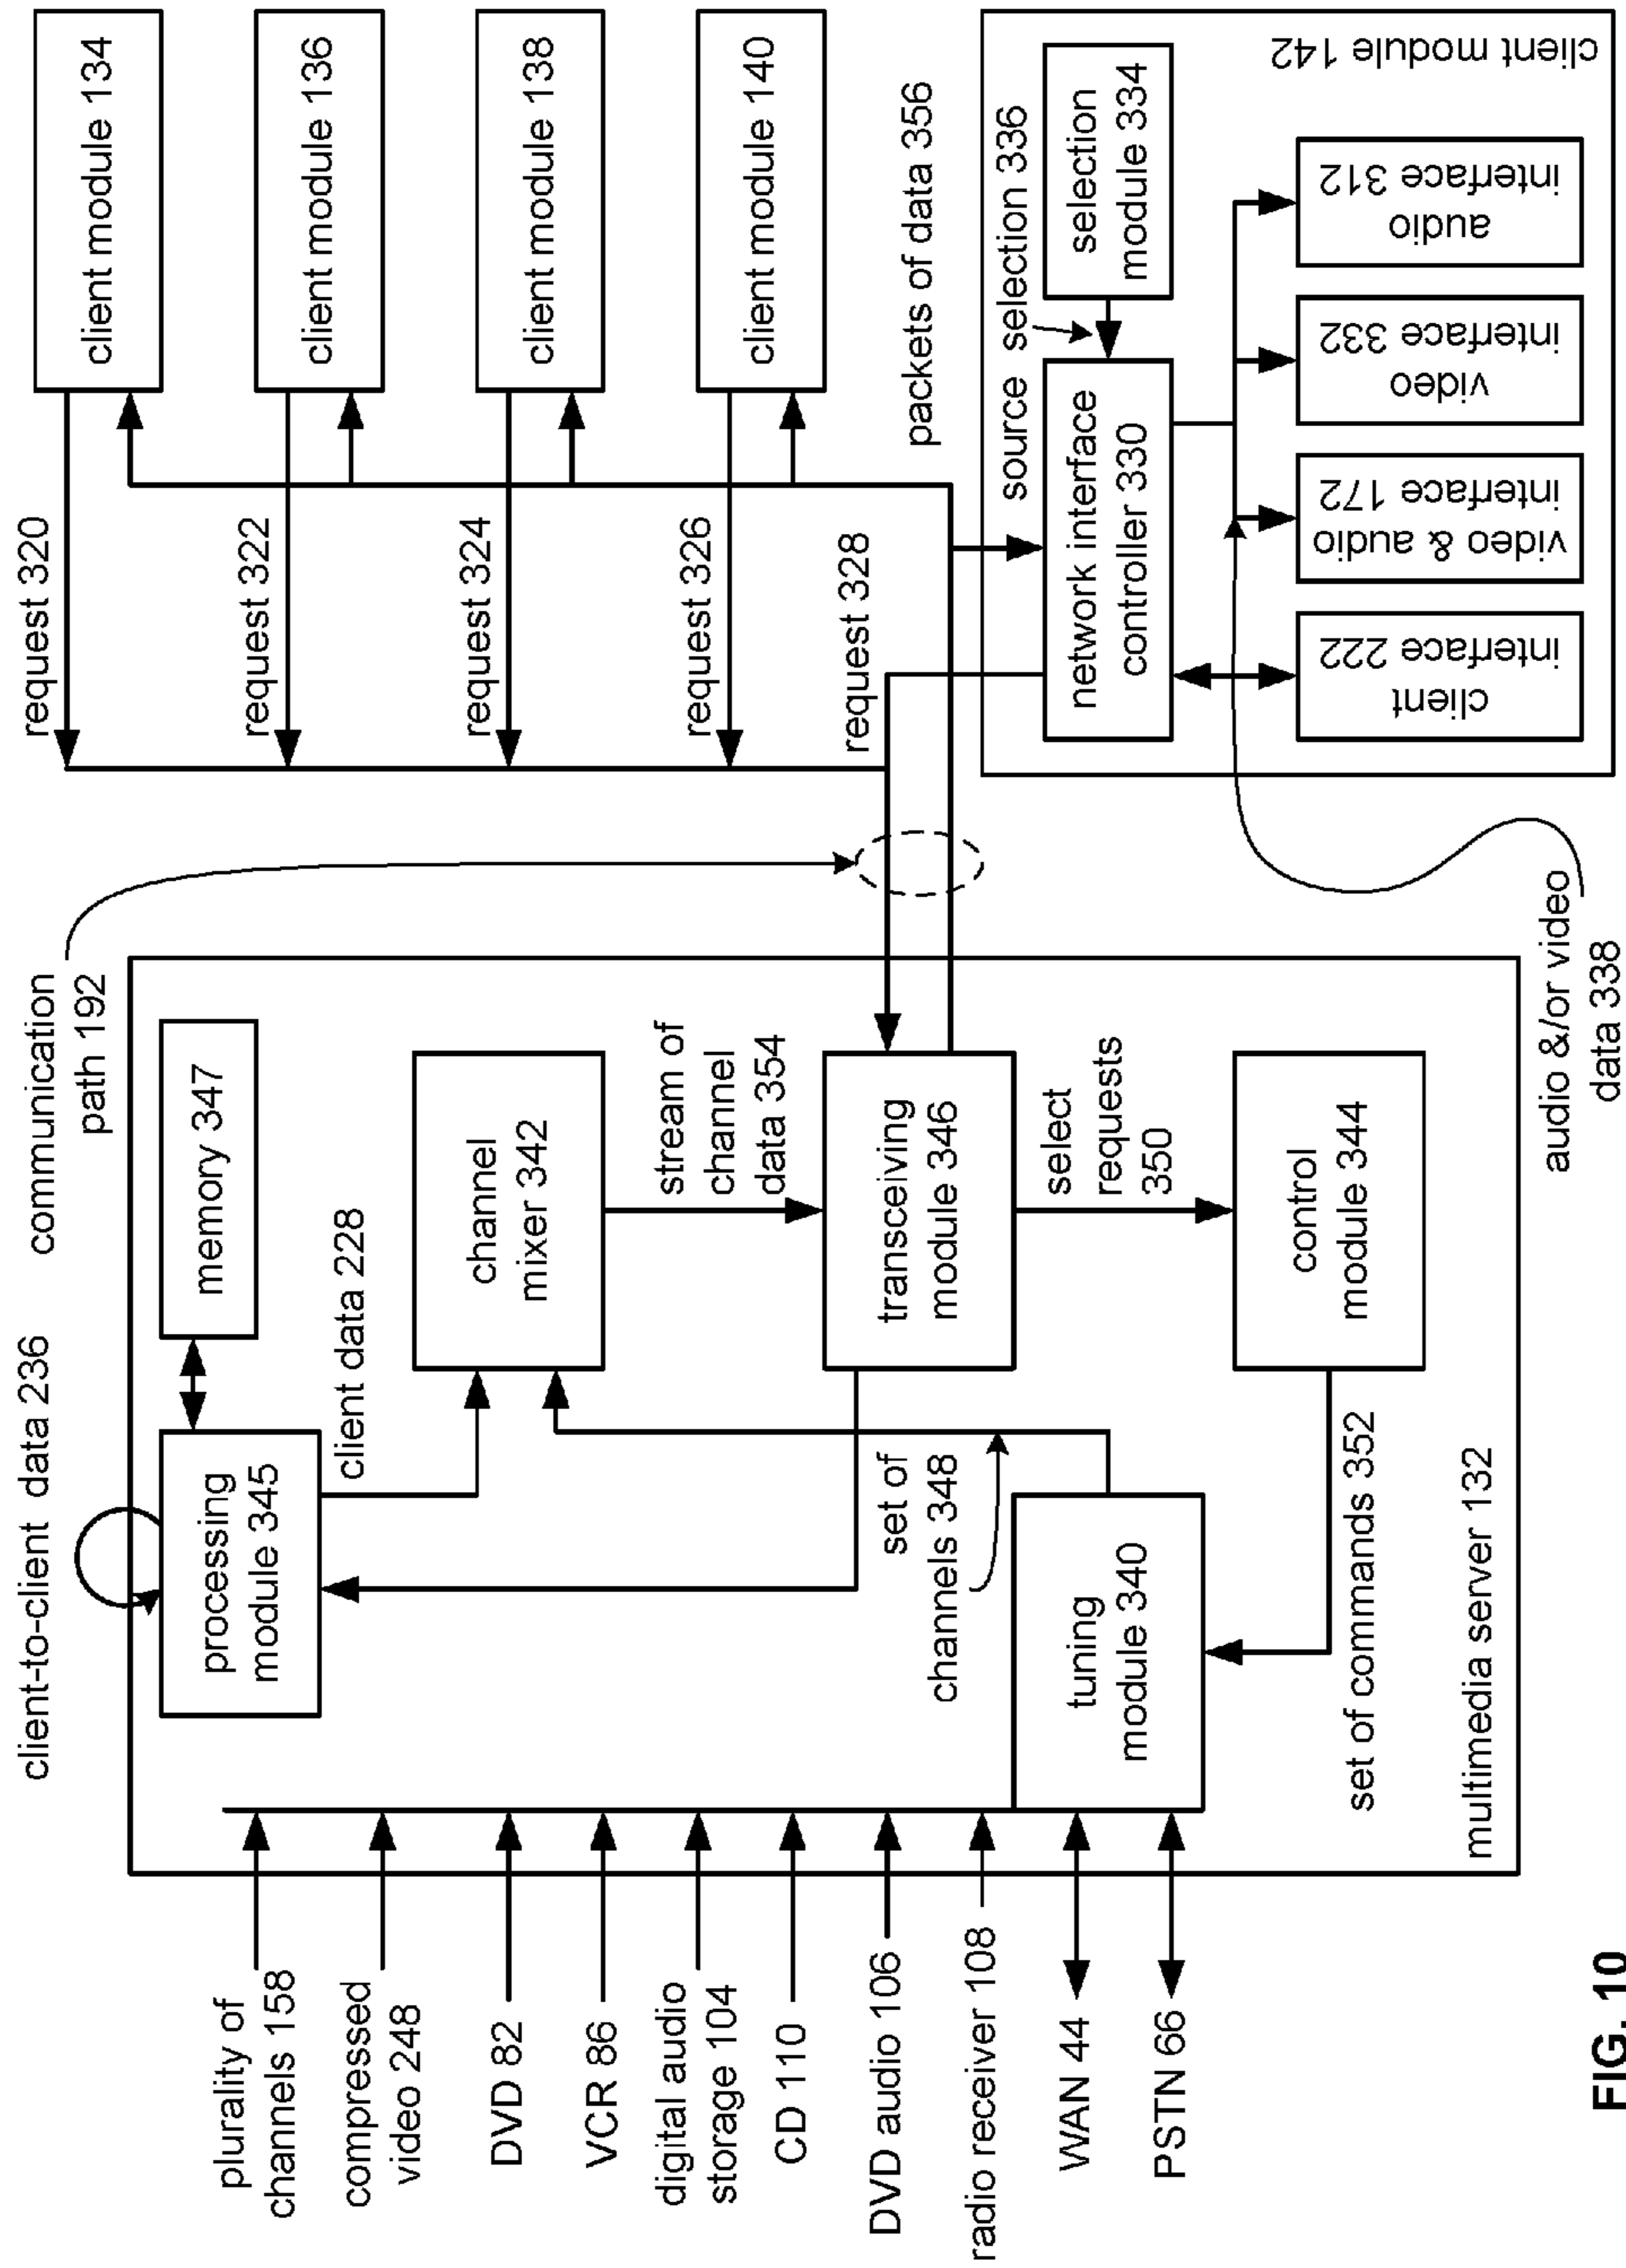 client-to-client data 236
communication
path 192
request 320
client module 134
request 322
client module 136
request 324
client module 138
request 326
client module 140
request 328
packets of data 356
processing
module 345
memory 347
client data 228
channel
mixer 342
stream of
channel
data 354
transceiving
module 346
select
requests
350
control
module 344
set of
channels 348
tuning
module 340
set of commands 352
multimedia server 132
plurality of
channels 158
compressed
video 248
DVD 82
VCR 86
digital audio
storage 104
CD 110
DVD audio 106
radio receiver 108
WAN 44
PSTN 66
source selection 336
selection
module 334
network interface
controller 330
client
interface 222
video & audio
interface 172
video
interface 332
audio
interface 312
client module 142
audio &/or video
data 338
FIG. 10